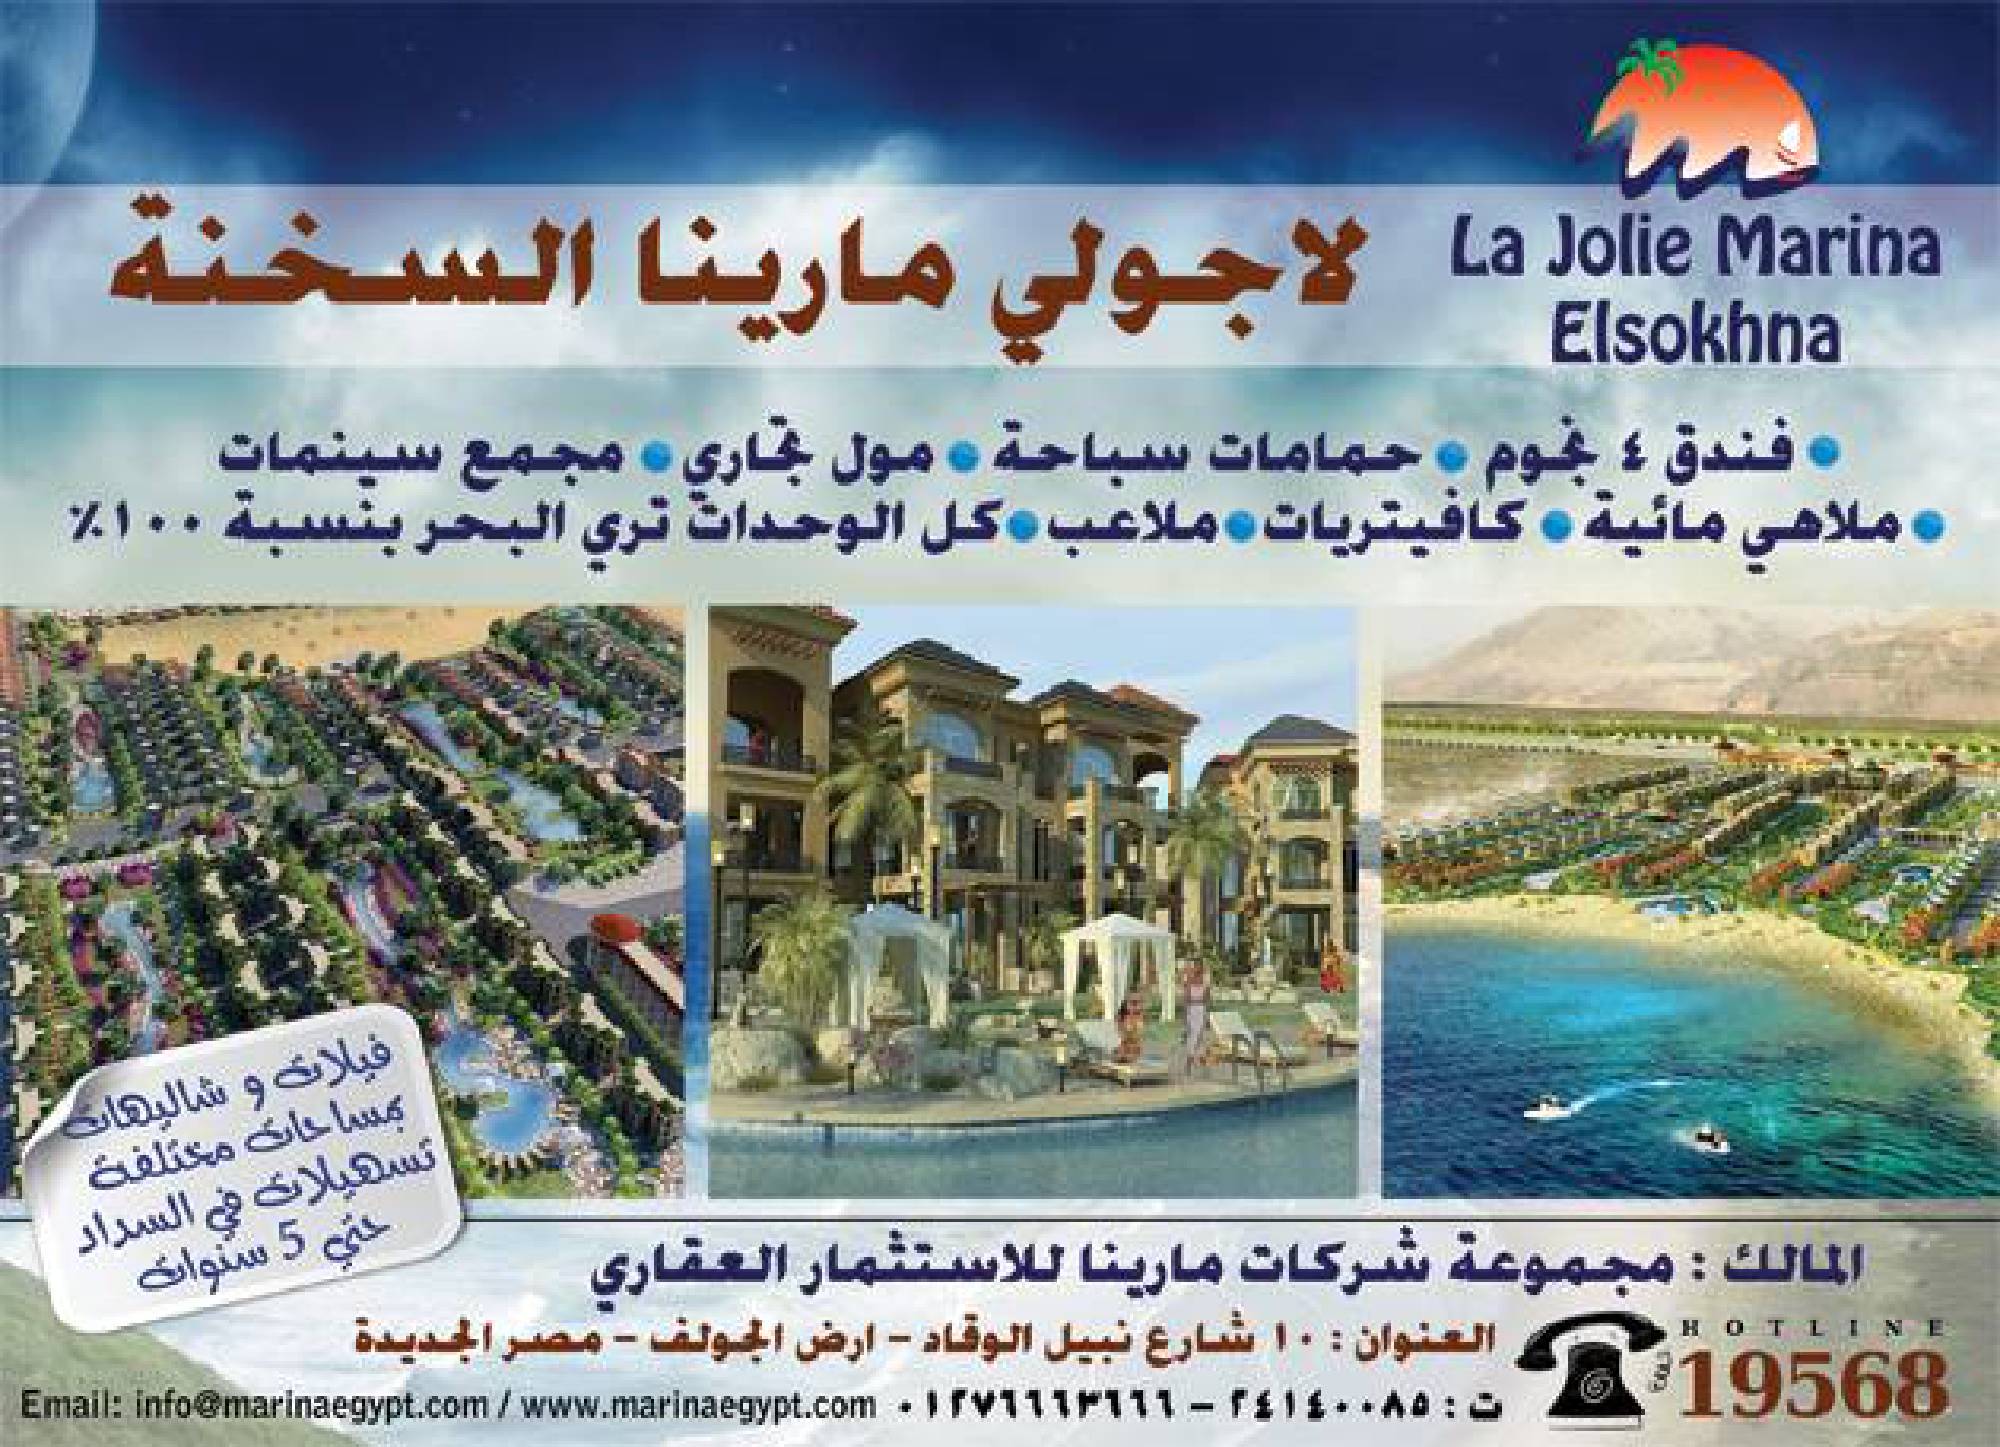 La Jolie Marina
Elsokhna
لاجولي مارينا السخنة
• فندق ٤ نجوم • حمامات سباحة • مول تجاري • مجمع سينمات
• ملاهي مائية • كافيتريات • ملاعب • كل الوحدات تري البحر بنسبة ١٠٠٪
فيلات و شاليهات
بمساحات مختلفة
تسهيلات في السداد
حتي 5 سنوات
المالك : مجموعة شركات مارينا للاستثمار العقاري
العنوان : ١٠ شارع نبيل الوقاد - ارض الجولف - مصر الجديدة
HOTLINE
19568
ت : ٢٤١٤٠٠٨٥ - ٠١٢٧٦٦٦٣٦٦٦
Email: info@marinaegypt.com / www.marinaegypt.com